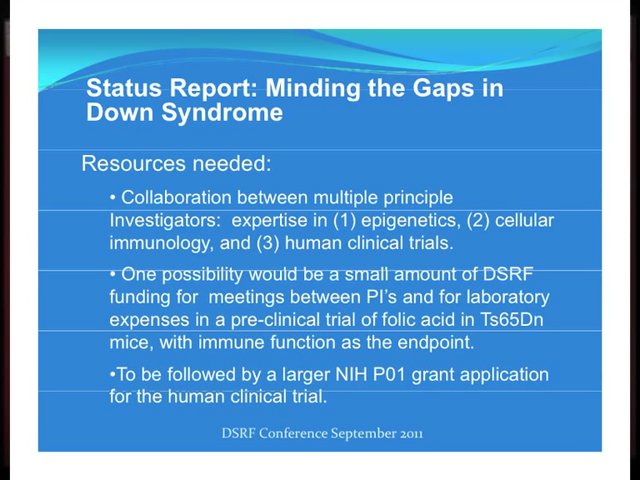 Status Report: Minding the Gaps in
Down Syndrome
Resources needed:
• Collaboration between multiple principle
Investigators:  expertise in (1) epigenetics, (2) cellular
immunology, and (3) human clinical trials.
• One possibility would be a small amount of DSRF
funding for  meetings between PI's and for laboratory
expenses in a pre-clinical trial of folic acid in Ts65Dn
mice, with immune function as the endpoint.
•To be followed by a larger NIH P01 grant application
for the human clinical trial.
DSRF Conference September 2011